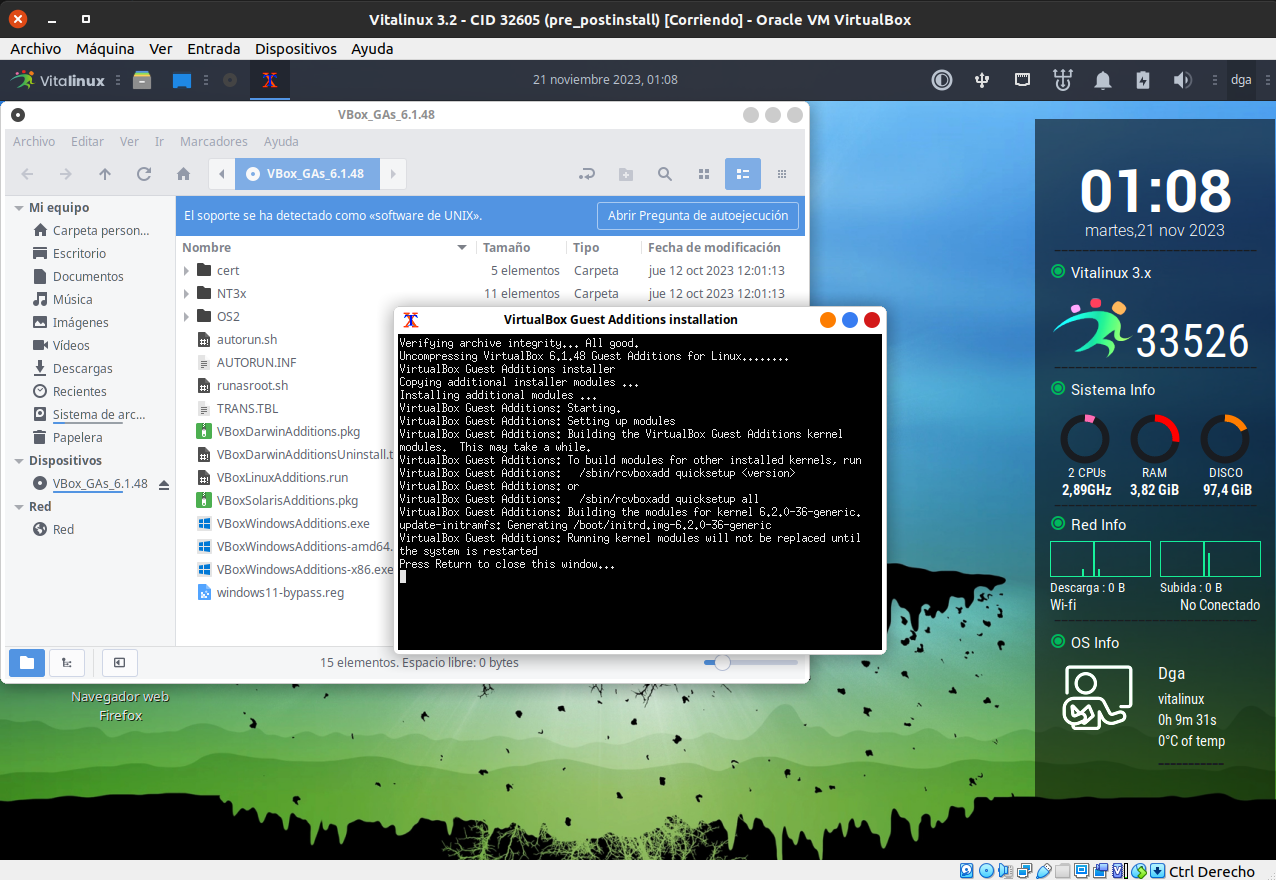 Vitalinux 3.2 - CID 32605 (pre_postinstall) [Corriendo] - Oracle VM VirtualBox
Archivo Máquina Ver Entrada Dispositivos Ayuda
Vitalinux
21 noviembre 2023, 01:08
dga
VBox_GAs_6.1.48
Archivo Editar Ver Ir Marcadores Ayuda
VBox_GAs_6.1.48
Mi equipo
Carpeta person...
Escritorio
Documentos
Música
Imágenes
Vídeos
Descargas
Recientes
Sistema de arc...
Papelera
Dispositivos
VBox_GAs_6.1.48
Red
Red
El soporte se ha detectado como «software de UNIX».
Abrir Pregunta de autoejecución
Nombre Tamaño Tipo Fecha de modificación
cert 5 elementos Carpeta jue 12 oct 2023 12:01:13
NT3x 11 elementos Carpeta jue 12 oct 2023 12:01:13
OS2
autorun.sh
AUTORUN.INF
runasroot.sh
TRANS.TBL
VBoxDarwinAdditions.pkg
VBoxDarwinAdditionsUninstall.t
VBoxLinuxAdditions.run
VBoxSolarisAdditions.pkg
VBoxWindowsAdditions.exe
VBoxWindowsAdditions-amd64.
VBoxWindowsAdditions-x86.exe
windows11-bypass.reg
15 elementos. Espacio libre: 0 bytes
VirtualBox Guest Additions installation
Verifying archive integrity... All good.
Uncompressing VirtualBox 6.1.48 Guest Additions for Linux........
VirtualBox Guest Additions installer
Copying additional installer modules ...
Installing additional modules ...
VirtualBox Guest Additions: Starting.
VirtualBox Guest Additions: Setting up modules
VirtualBox Guest Additions: Building the VirtualBox Guest Additions kernel
modules.  This may take a while.
VirtualBox Guest Additions: To build modules for other installed kernels, run
VirtualBox Guest Additions:   /sbin/rcvboxadd quicksetup <version>
VirtualBox Guest Additions: or
VirtualBox Guest Additions:   /sbin/rcvboxadd quicksetup all
VirtualBox Guest Additions: Building the modules for kernel 6.2.0-36-generic.
update-initramfs: Generating /boot/initrd.img-6.2.0-36-generic
VirtualBox Guest Additions: Running kernel modules will not be replaced until
the system is restarted
Press Return to close this window...
Navegador web
Firefox
01:08
martes,21 nov 2023
Vitalinux 3.x
33526
Sistema Info
2 CPUs RAM DISCO
2,89GHz 3,82 GiB 97,4 GiB
Red Info
Descarga : 0 B Subida : 0 B
Wi-fi No Conectado
OS Info
Dga
vitalinux
0h 9m 31s
0°C of temp
-----------
Ctrl Derecho